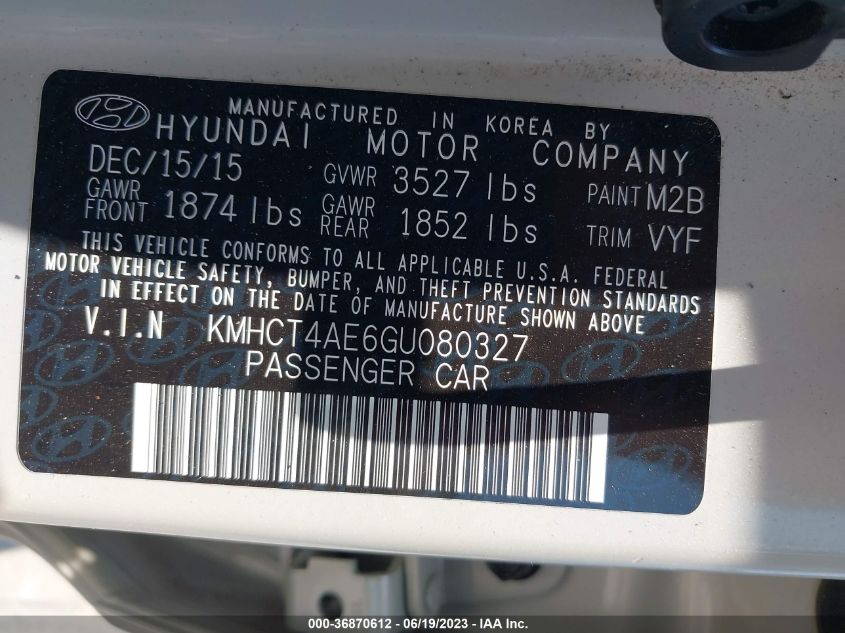 MANUFACTURED IN KOREA BY
HYUNDAI MOTOR COMPANY
DEC/15/15 GVWR 3527 lbs PAINT M2B
GAWR FRONT 1874 lbs GAWR REAR 1852 lbs TRIM VYF
THIS VEHICLE CONFORMS TO ALL APPLICABLE U.S.A. FEDERAL
MOTOR VEHICLE SAFETY, BUMPER, AND THEFT PREVENTION STANDARDS
IN EFFECT ON THE DATE OF MANUFACTURE SHOWN ABOVE
V.I.N KMHCT4AE6GU080327
PASSENGER CAR
000-36870612 - 06/19/2023 - IAA Inc.